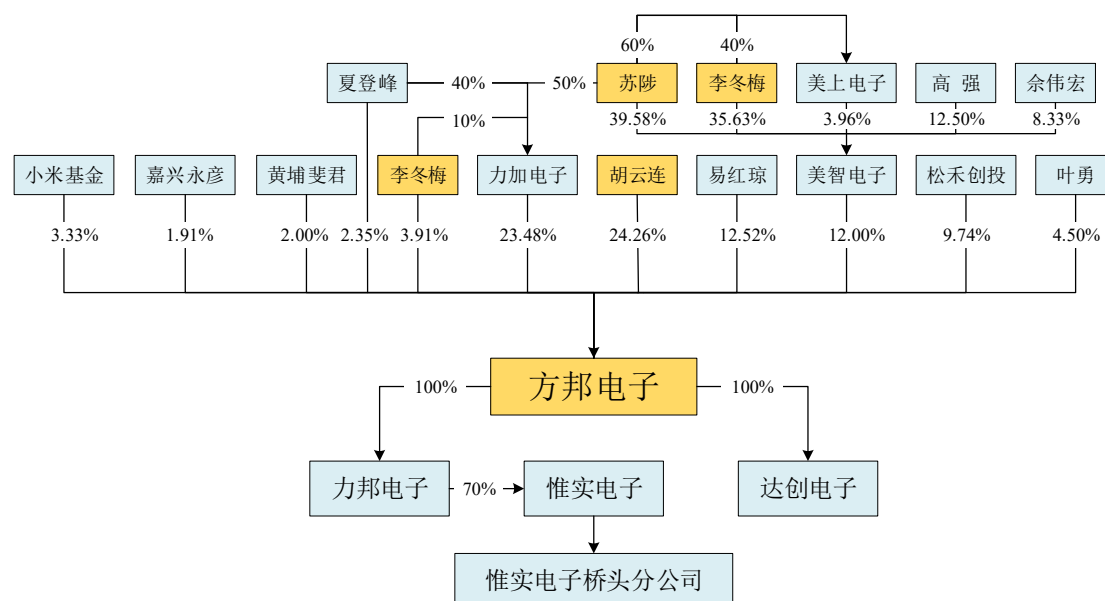 60% 40%
夏登峰 40% 50% 苏陟 李冬梅 美上电子 高 强 佘伟宏
10% 39.58% 35.63% 3.96% 12.50% 8.33%
小米基金 嘉兴永彦 黄埔斐君 李冬梅 力加电子 胡云连 易红琼 美智电子 松禾创投 叶勇
3.33% 1.91% 2.00% 2.35% 3.91% 23.48% 24.26% 12.52% 12.00% 9.74% 4.50%
100% 方邦电子 100%
力邦电子 70% 惟实电子 达创电子
惟实电子桥头分公司